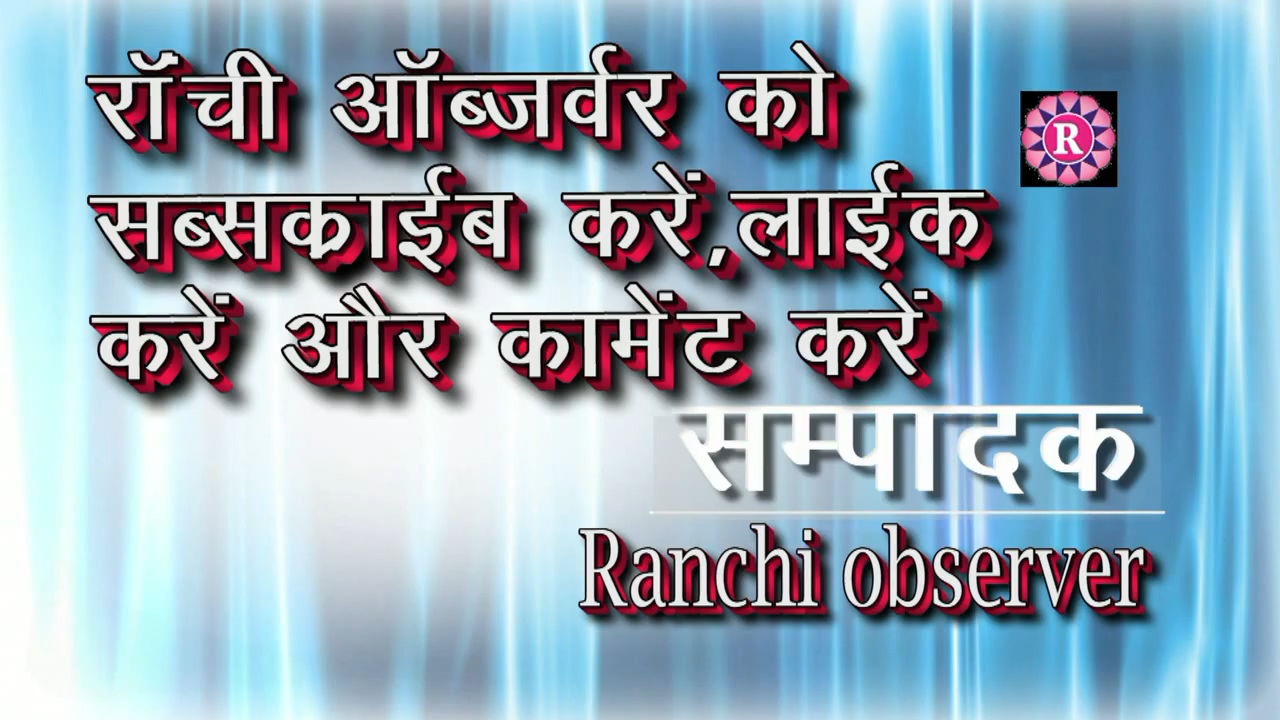 रॉंची ऑब्जर्वर को
R
सब्सक्राईब करें,लाईक
करें और कामेंट करें
सम्पादक
Ranchi observer